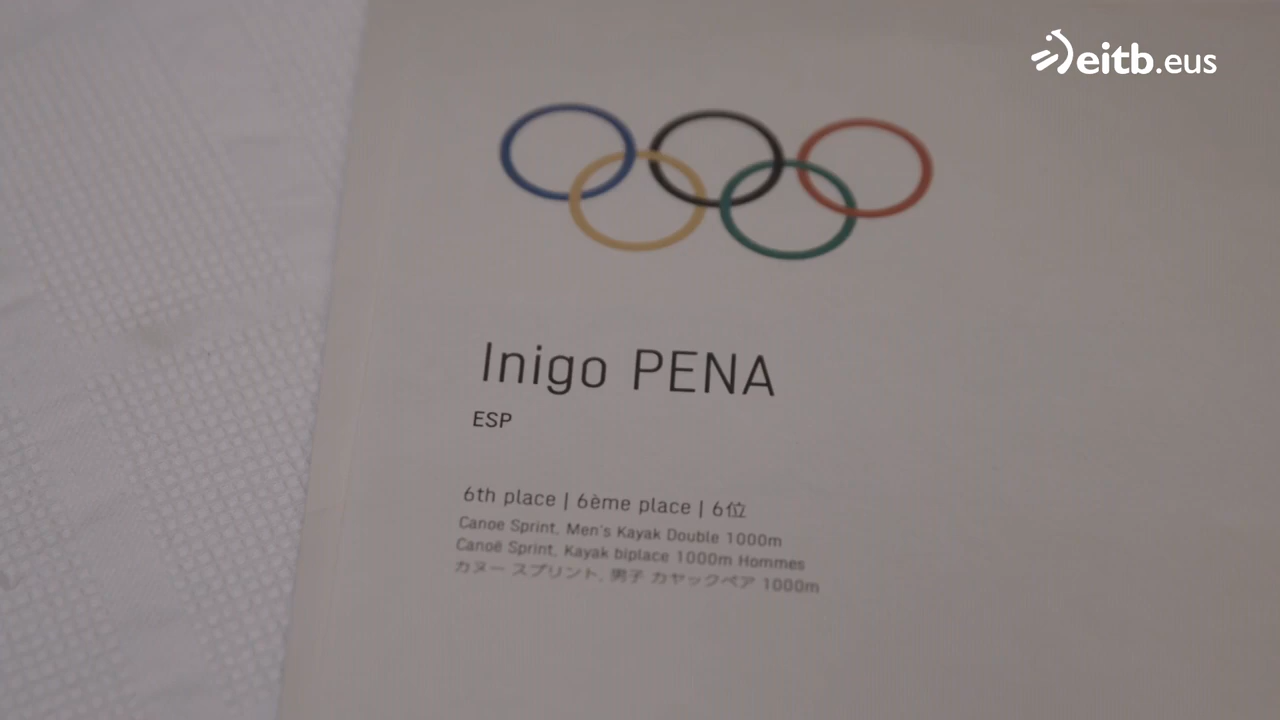 eitb.eus
Inigo PENA
ESP
6th place | 6ème place | 6位
Canoe Sprint, Men's Kayak Double 1000m
Canoë Sprint, Kayak biplace 1000m Hommes
カヌー スプリント, 男子 カヤックペア 1000m